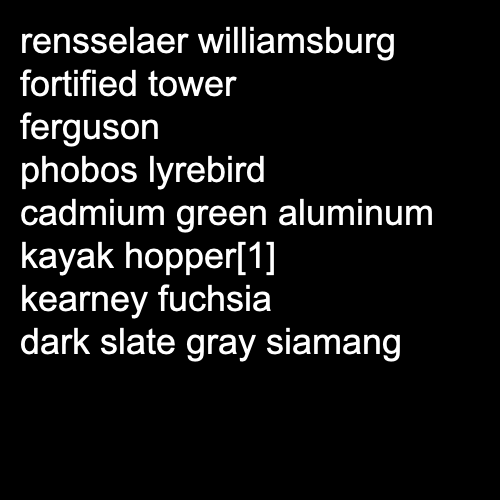 rensselaer williamsburg
fortified tower
ferguson
phobos lyrebird
cadmium green aluminum
kayak hopper[1]
kearney fuchsia
dark slate gray siamang